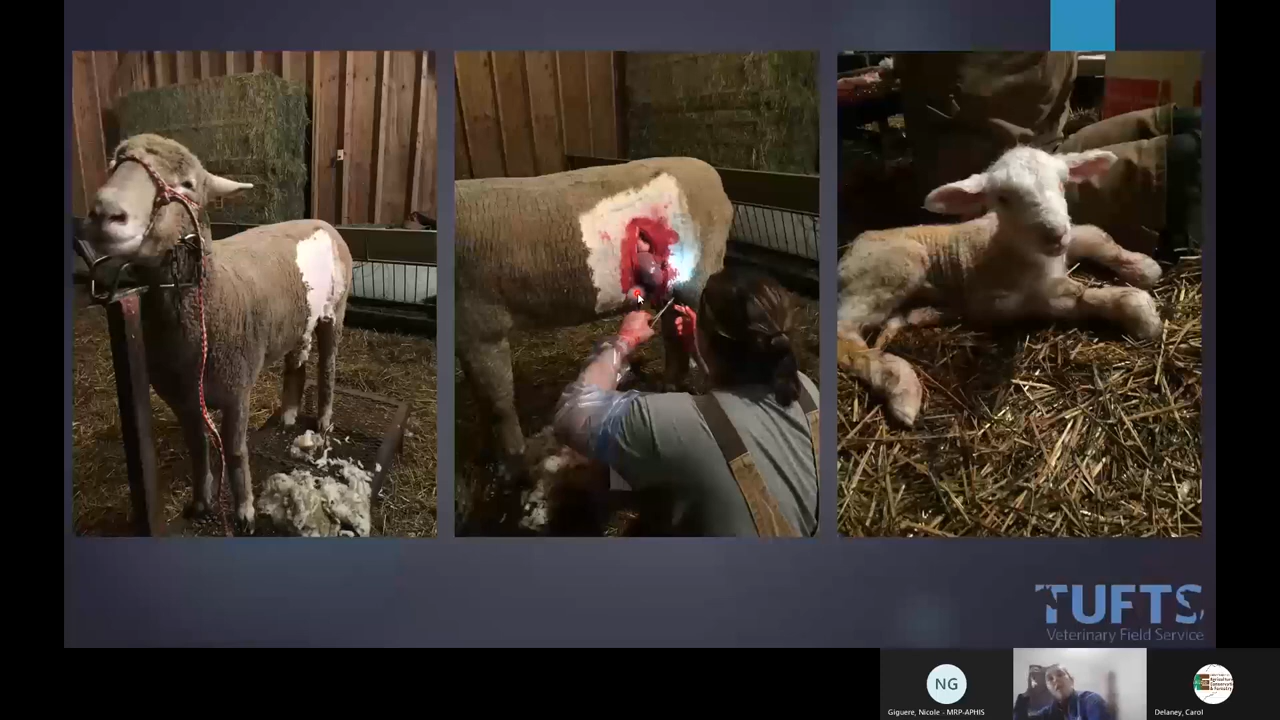 TUFTS
Veterinary Field Service
NG
Giguere, Nicole - MRP-APHIS
Delaney, Carol